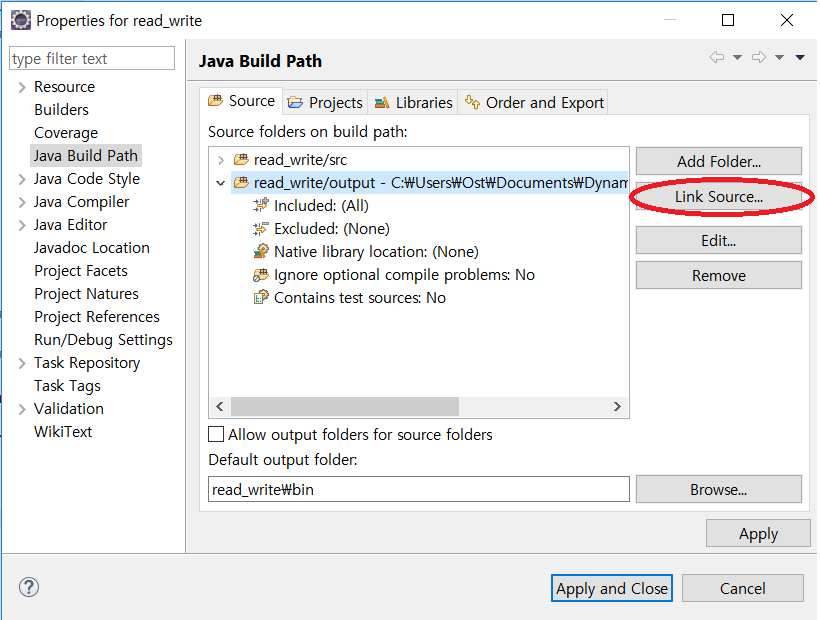 Properties for read_write
type filter text
Resource
Builders
Coverage
Java Build Path
Java Code Style
Java Compiler
Java Editor
Javadoc Location
Project Facets
Project Natures
Project References
Run/Debug Settings
Task Repository
Task Tags
Validation
WikiText
Java Build Path
Source Projects Libraries Order and Export
Source folders on build path:
read_write/src
read_write/output - C:₩Users₩Ost₩Documents₩Dynam
Included: (All)
Excluded: (None)
Native library location: (None)
Ignore optional compile problems: No
Contains test sources: No
Add Folder...
Link Source...
Edit...
Remove
Allow output folders for source folders
Default output folder:
read_write₩bin
Browse...
Apply
Apply and Close
Cancel